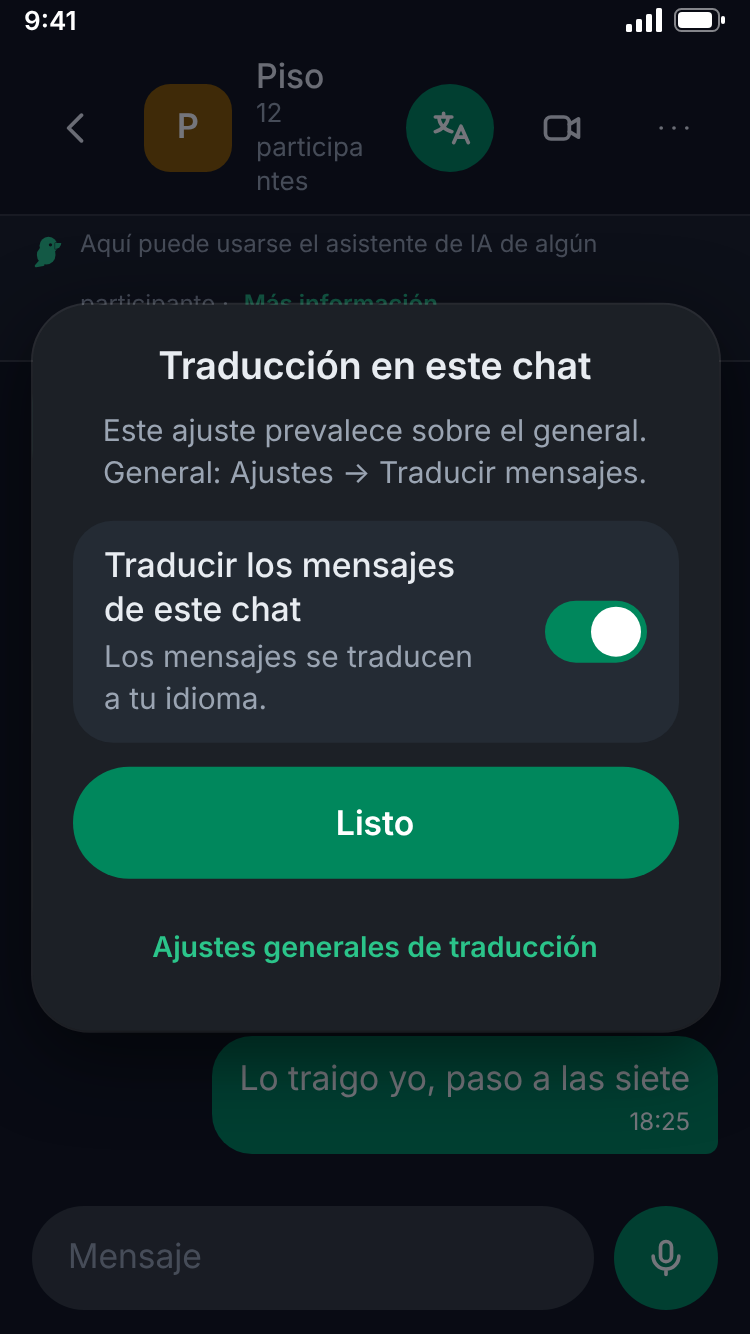 9:41
P
Piso
12
participa
ntes
Aquí puede usarse el asistente de IA de algún
participante · Más información
Traducción en este chat
Este ajuste prevalece sobre el general.
General: Ajustes → Traducir mensajes.
Traducir los mensajes
de este chat
Los mensajes se traducen
a tu idioma.
Listo
Ajustes generales de traducción
Lo traigo yo, paso a las siete
18:25
Mensaje